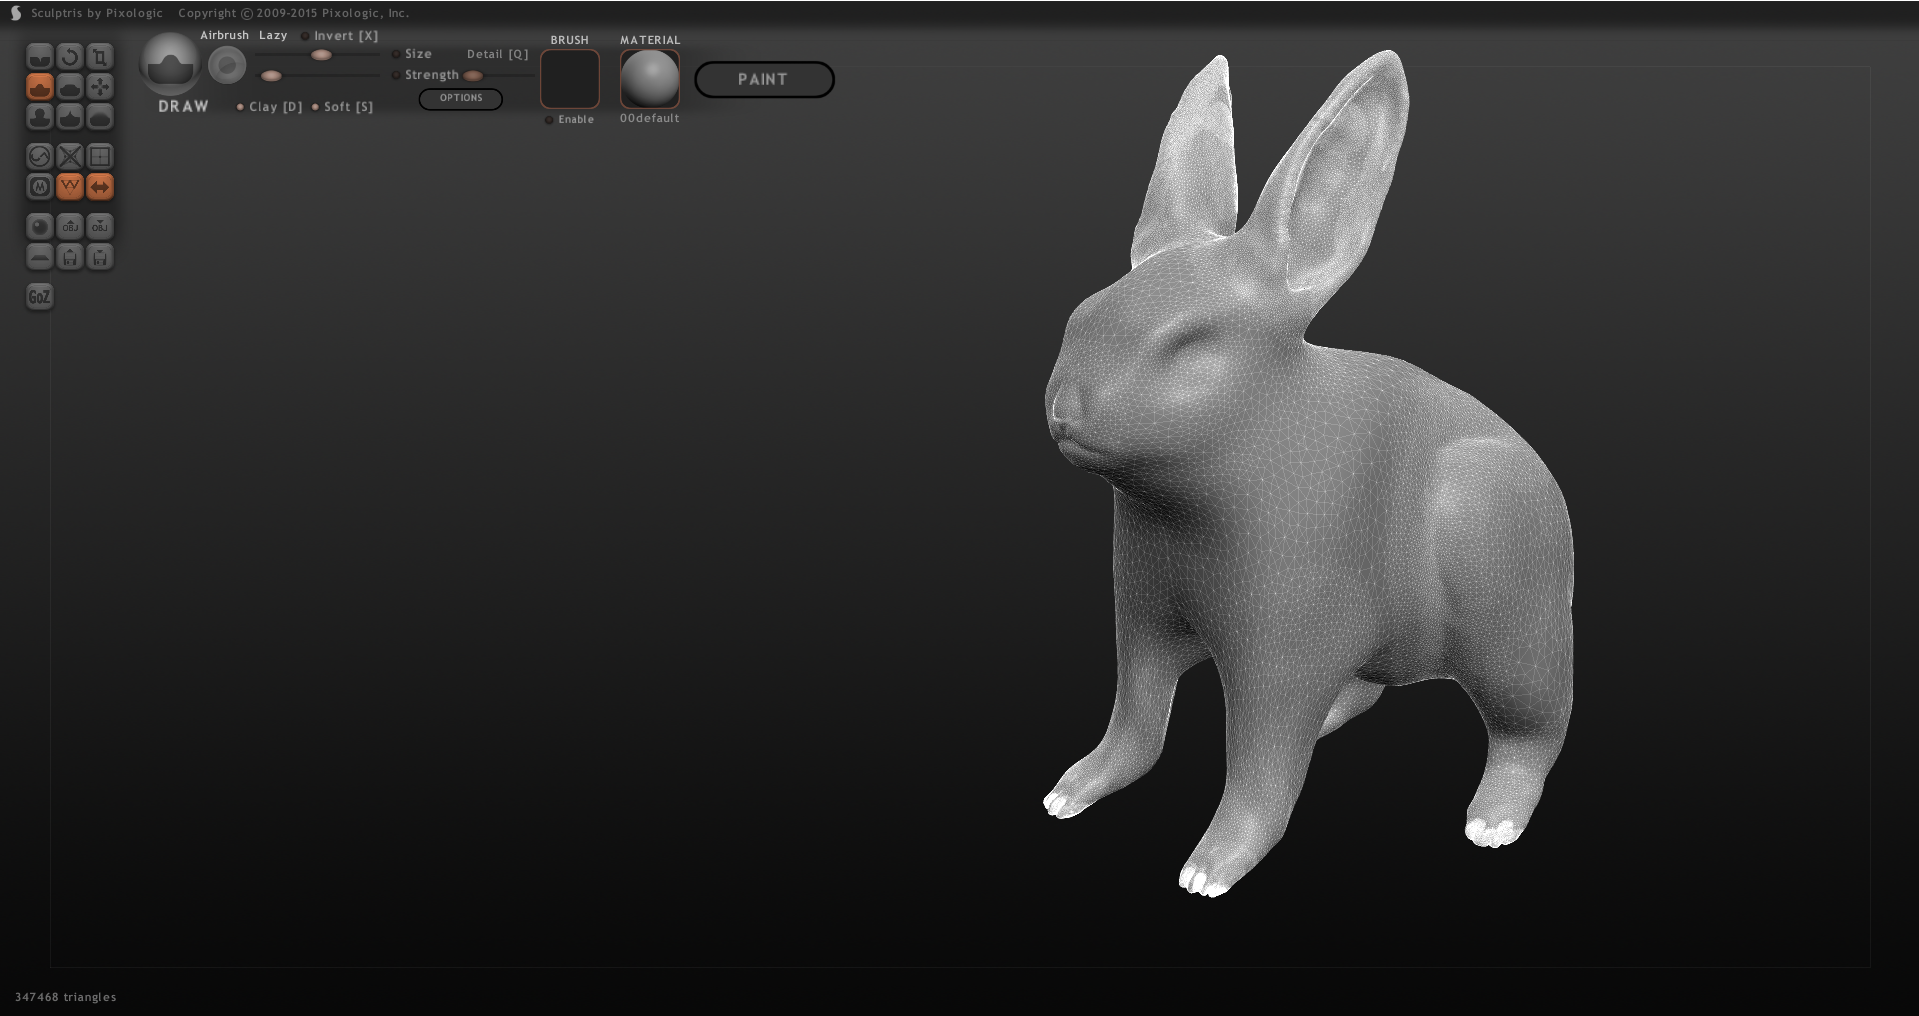 Sculptris by Pixologic Copyright © 2009-2015 Pixologic, Inc.
Airbrush Lazy Invert [X]
Size Detail [Q]
Strength
OPTIONS
DRAW
Clay [D] Soft [S]
BRUSH
Enable
MATERIAL
00default
PAINT
OBJ OBJ
GoZ
347468 triangles